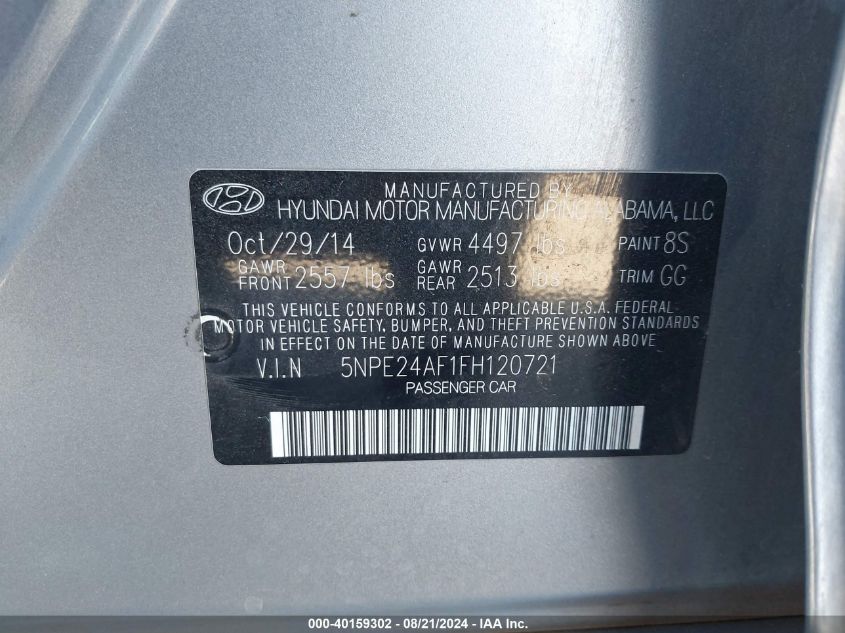 MANUFACTURED BY
HYUNDAI MOTOR MANUFACTURING ALABAMA, LLC
Oct/29/14 GVWR 4497 lbs PAINT 8S
GAWR FRONT 2557 lbs GAWR REAR 2513 lbs TRIM GG
THIS VEHICLE CONFORMS TO ALL APPLICABLE U.S.A. FEDERAL
MOTOR VEHICLE SAFETY, BUMPER, AND THEFT PREVENTION STANDARDS
IN EFFECT ON THE DATE OF MANUFACTURE SHOWN ABOVE
V.I.N 5NPE24AF1FH120721
PASSENGER CAR
000-40159302 - 08/21/2024 - IAA Inc.